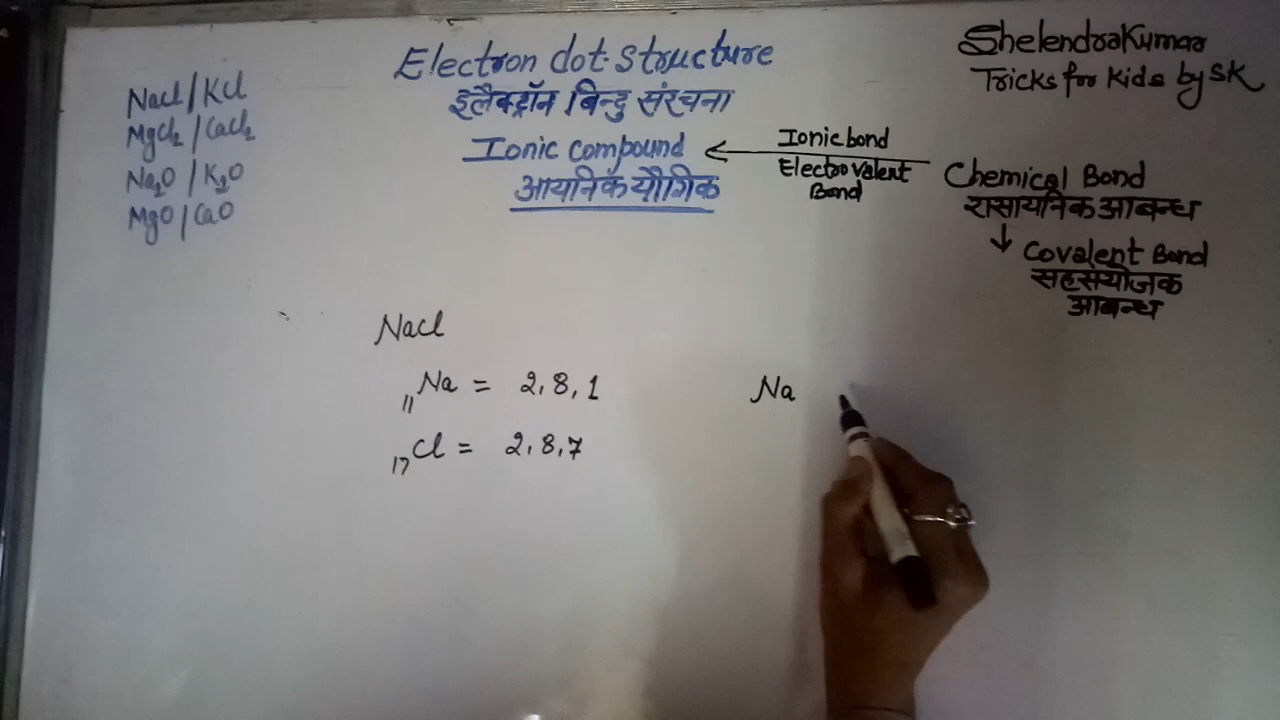 Electron dot structure
इलैक्ट्रॉन बिन्दु संरचना
Ionic compound
आयनिक यौगिक
Nacl / KCl
MgCl₂ / CaCl₂
Na₂O / K₂O
MgO / CaO
Shelendra Kumar
Tricks for Kids by SK
Ionic bond
Electrovalent
Bond
Chemical Bond
रासायनिक आबन्ध
Covalent Bond
सहसंयोजक
आबन्ध
Nacl
₁₁Na = 2,8,1
₁₇Cl = 2,8,7
Na